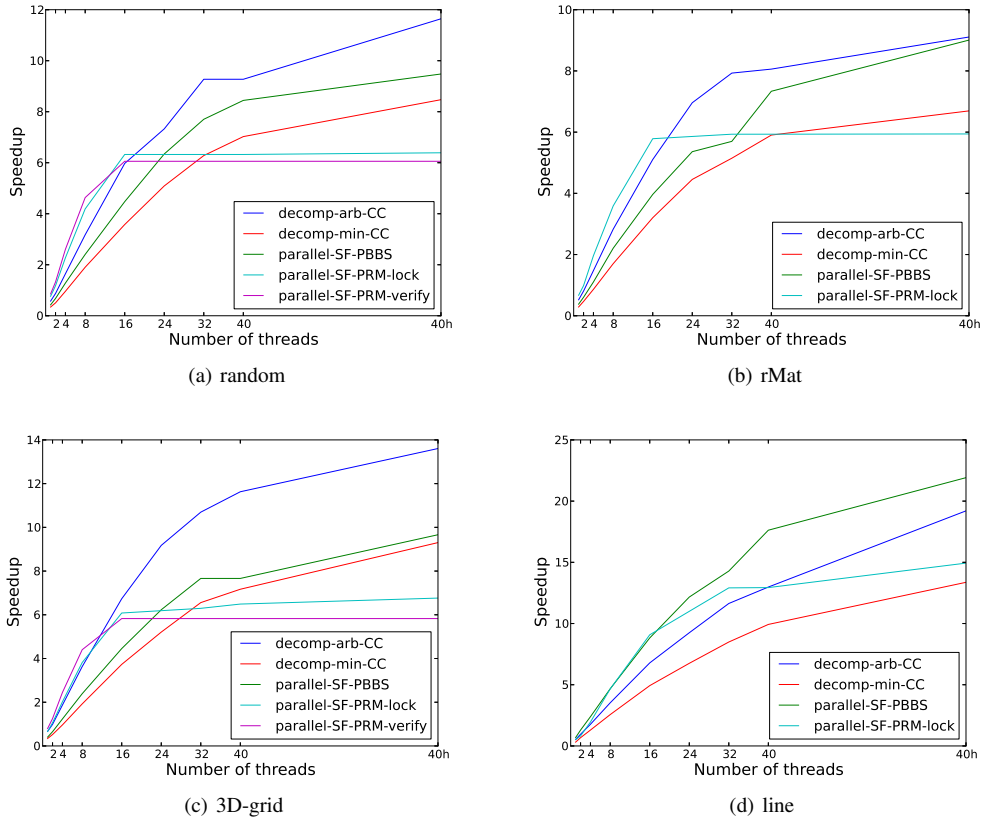 12
10
8
6
4
2
0
Speedup
decomp-arb-CC
decomp-min-CC
parallel-SF-PBBS
parallel-SF-PRM-lock
parallel-SF-PRM-verify
2 4 8 16 24 32 40 40h
Number of threads
(a) random
10
8
6
4
2
0
Speedup
decomp-arb-CC
decomp-min-CC
parallel-SF-PBBS
parallel-SF-PRM-lock
2 4 8 16 24 32 40 40h
Number of threads
(b) rMat
14
12
10
8
6
4
2
0
Speedup
decomp-arb-CC
decomp-min-CC
parallel-SF-PBBS
parallel-SF-PRM-lock
parallel-SF-PRM-verify
2 4 8 16 24 32 40 40h
Number of threads
(c) 3D-grid
25
20
15
10
5
0
Speedup
decomp-arb-CC
decomp-min-CC
parallel-SF-PBBS
parallel-SF-PRM-lock
2 4 8 16 24 32 40 40h
Number of threads
(d) line